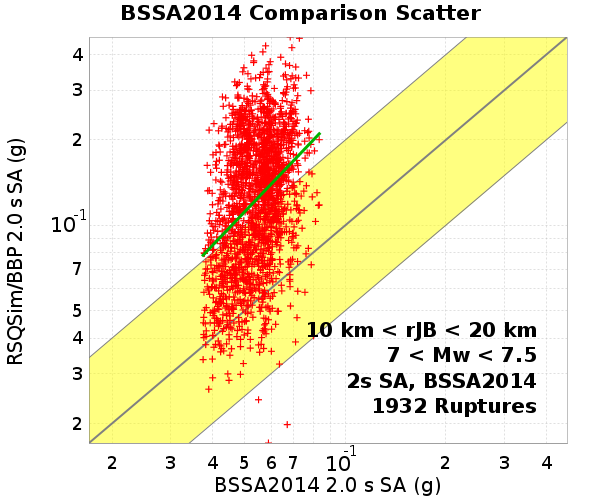 BSSA2014 Comparison Scatter
RSQSim/BBP 2.0 s SA (g)
4
3
2
10-1
7
5
4
3
2
10 km < rJB < 20 km
7 < Mw < 7.5
2s SA, BSSA2014
1932 Ruptures
2 3 4 5 6 7 10-1 2 3 4
BSSA2014 2.0 s SA (g)